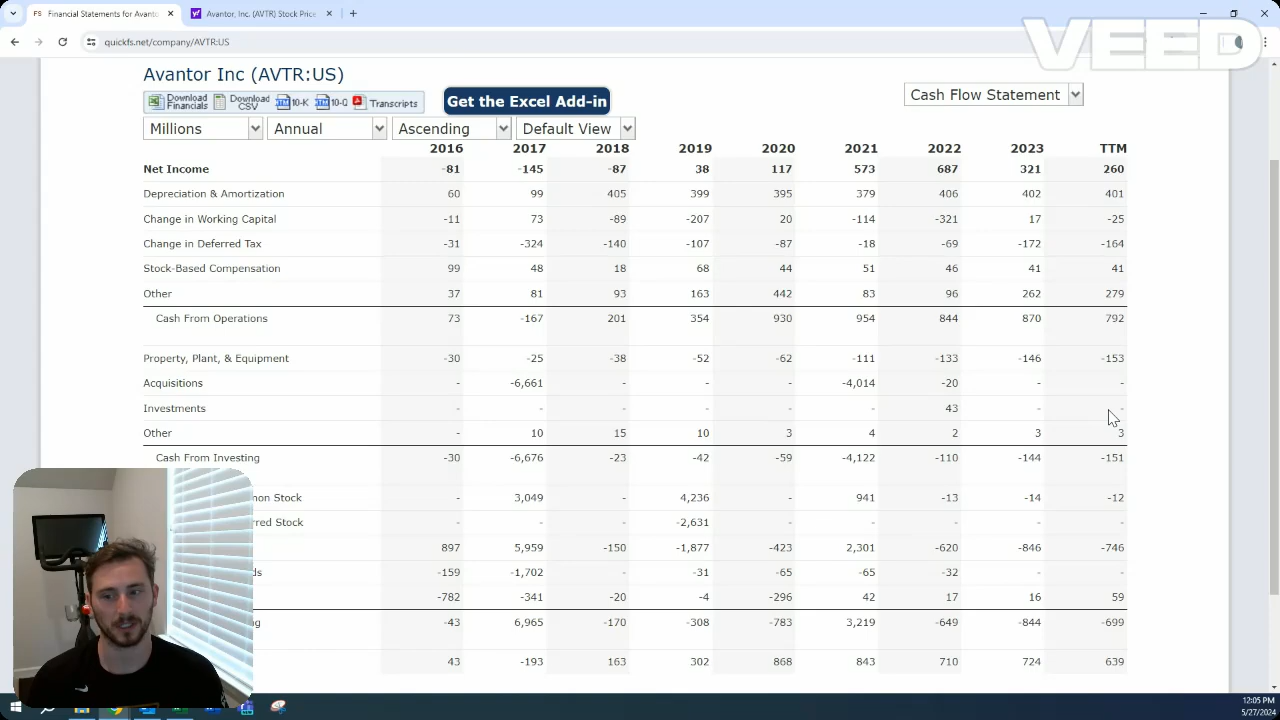 Financial Statements for Avanto
Avantor, Inc. (AVTR) Stock Price
quickfs.net/company/AVTR:US
VEED
Avantor Inc (AVTR:US)
Download Financials
Download CSV
10-K
10-Q
Transcripts
Get the Excel Add-in
Cash Flow Statement
Millions
Annual
Ascending
Default View
2016 2017 2018 2019 2020 2021 2022 2023 TTM
Net Income -81 -145 -87 38 117 573 687 321 260
Depreciation & Amortization 60 99 405 399 395 379 406 402 401
Change in Working Capital -11 73 -89 -207 20 -114 -321 17 -25
Change in Deferred Tax -31 -324 -140 -107 -87 -18 -69 -172 -164
Stock-Based Compensation 99 48 18 68 44 51 46 41 41
Other 37 81 93 163 442 83 96 262 279
Cash From Operations 73 -167 201 354 930 954 844 870 792
Property, Plant, & Equipment -30 -25 -38 -52 -62 -111 -133 -146 -153
Acquisitions - -6,661 - - - -4,014 -20 - -
Investments - - - - - - 43 - -
Other - 10 15 10 3 4 2 3 3
Cash From Investing -30 -6,676 -23 -42 -59 -4,122 -110 -144 -151
non Stock - 3,049 - 4,236 - 941 -13 -14 -12
rred Stock - - - -2,631 - - - - -
897 5,959 -150 -1,877 -423 2,301 -620 -846 -746
ds -159 -1,702 - -31 -65 -65 -32 - -
-782 -341 -20 -4 -296 42 17 16 59
g -43 6,965 -170 -308 -783 3,219 -649 -844 -699
43 -193 163 302 868 843 710 724 639
12:05 PM
5/27/2024